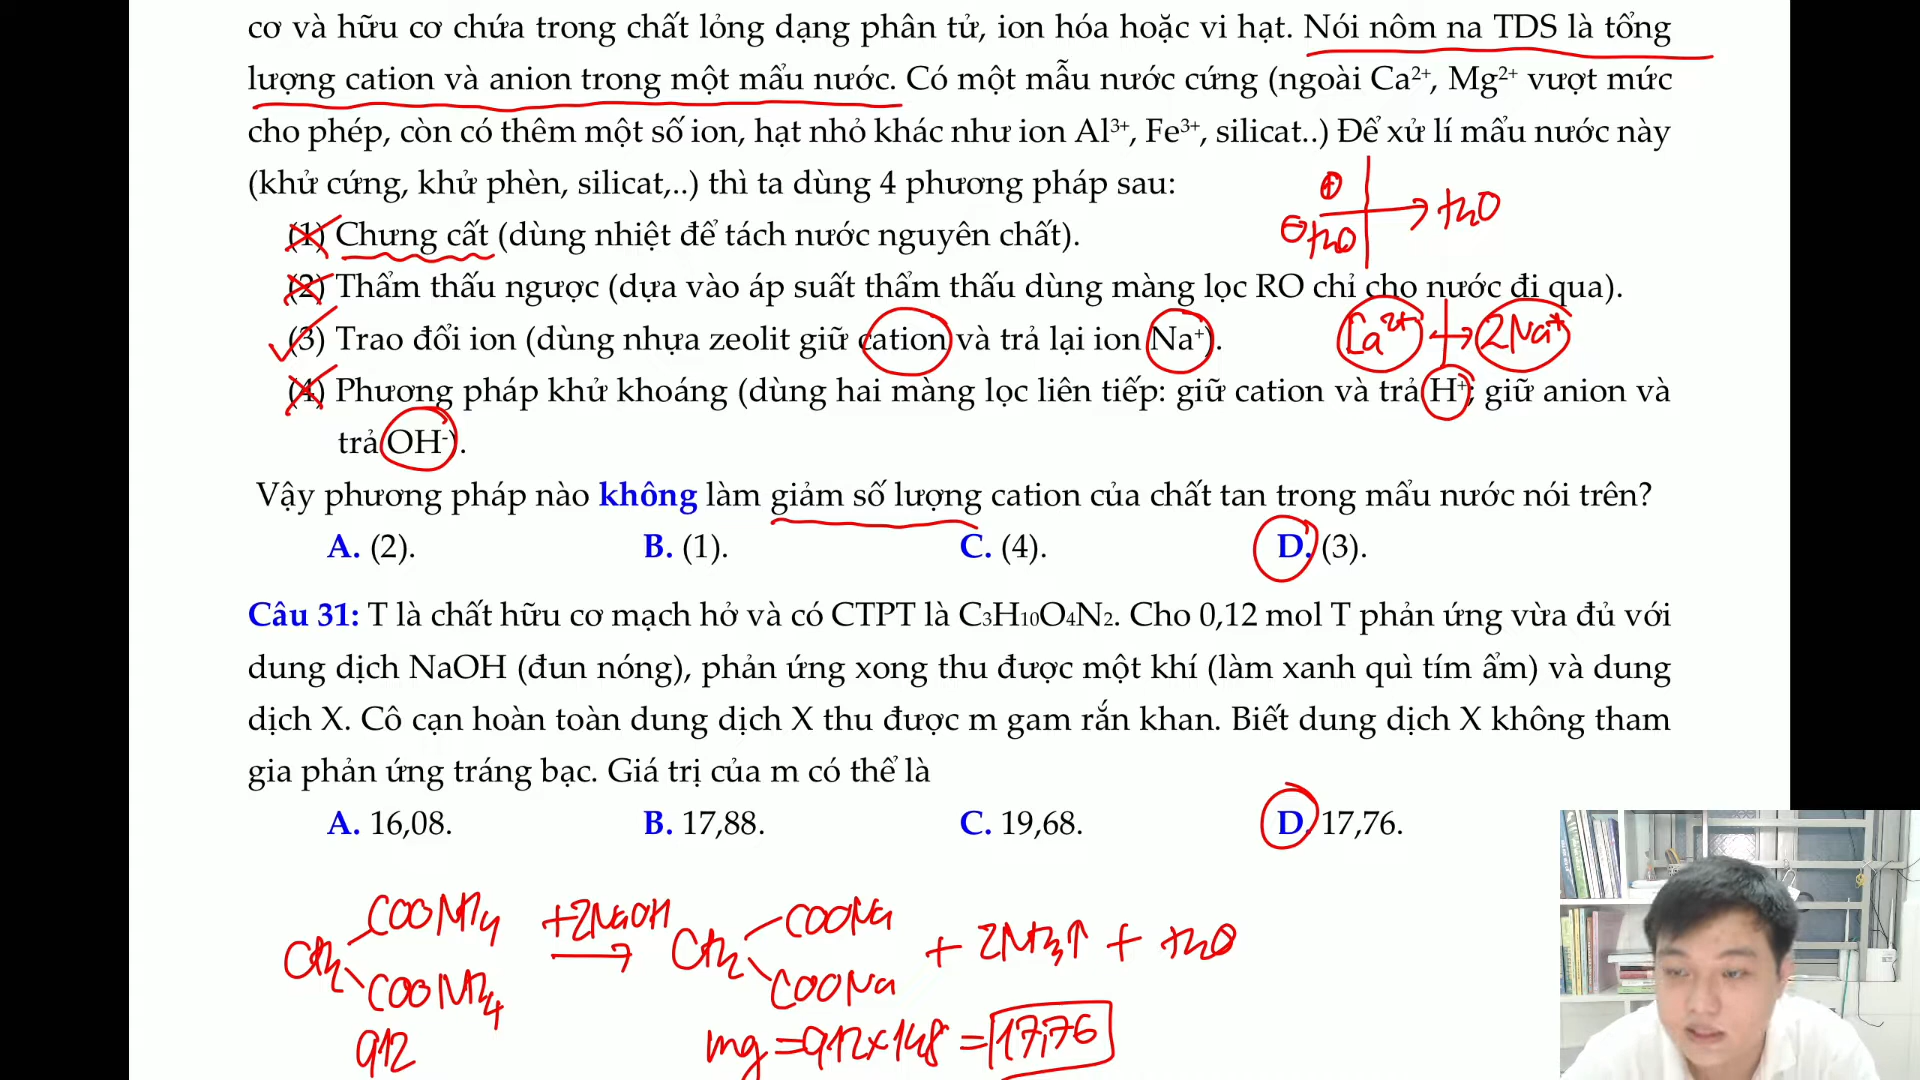 cơ và hữu cơ chứa trong chất lỏng dạng phân tử, ion hóa hoặc vi hạt. Nói nôm na TDS là tổng
lượng cation và anion trong một mẩu nước. Có một mẫu nước cứng (ngoài Ca²⁺, Mg²⁺ vượt mức
cho phép, còn có thêm một số ion, hạt nhỏ khác như ion Al³⁺, Fe³⁺, silicat..) Để xử lí mẩu nước này
(khử cứng, khử phèn, silicat,..) thì ta dùng 4 phương pháp sau:
⊕
⊖ H₂O → H₂O
(1) Chưng cất (dùng nhiệt để tách nước nguyên chất).
(2) Thẩm thấu ngược (dựa vào áp suất thẩm thấu dùng màng lọc RO chỉ cho nước đi qua).
(3) Trao đổi ion (dùng nhựa zeolit giữ cation và trả lại ion Na⁺).
Ca²⁺ → 2Na⁺
(4) Phương pháp khử khoáng (dùng hai màng lọc liên tiếp: giữ cation và trả H⁺; giữ anion và
trả OH⁻).
Vậy phương pháp nào không làm giảm số lượng cation của chất tan trong mẩu nước nói trên?
A. (2). B. (1). C. (4). D. (3).
Câu 31: T là chất hữu cơ mạch hở và có CTPT là C₃H₁₀O₄N₂. Cho 0,12 mol T phản ứng vừa đủ với
dung dịch NaOH (đun nóng), phản ứng xong thu được một khí (làm xanh quì tím ẩm) và dung
dịch X. Cô cạn hoàn toàn dung dịch X thu được m gam rắn khan. Biết dung dịch X không tham
gia phản ứng tráng bạc. Giá trị của m có thể là
A. 16,08. B. 17,88. C. 19,68. D. 17,76.
COONH₄ +2NaOH COONa
CH₂ → CH₂ + 2NH₃↑ + H₂O
COONH₄ COONa
0,12 mg = 0,12 × 148 = 17,76